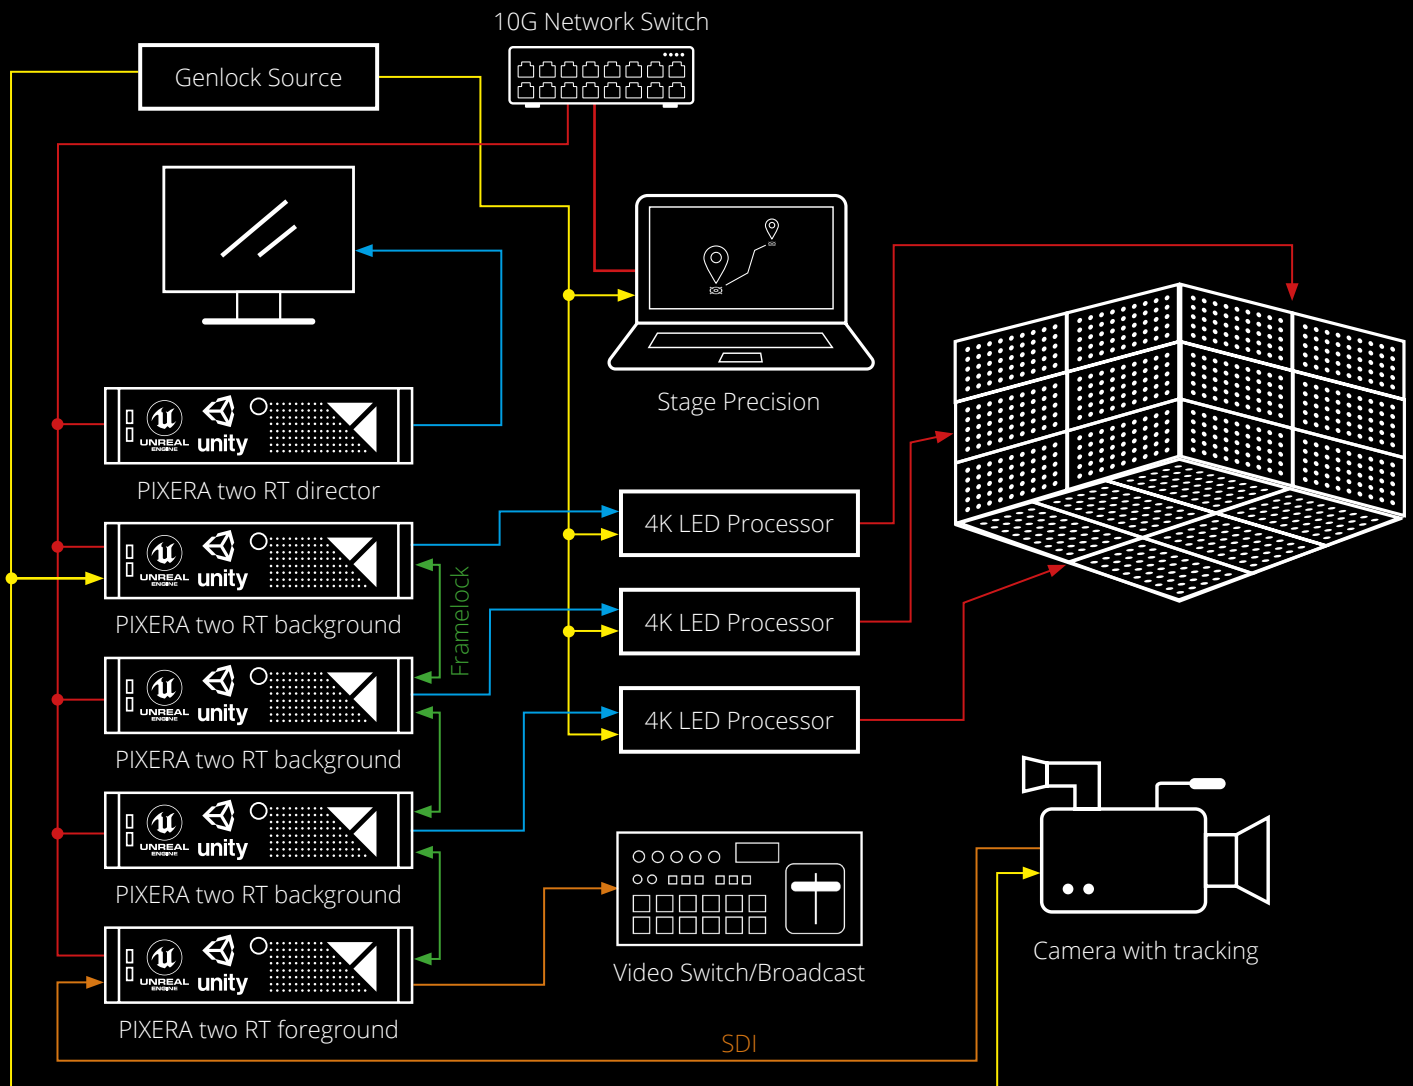 10G Network Switch
Genlock Source
Stage Precision
UNREAL
ENGINE
unity
PIXERA two RT director
4K LED Processor
UNREAL
ENGINE
unity
PIXERA two RT background
Framelock
4K LED Processor
UNREAL
ENGINE
unity
PIXERA two RT background
4K LED Processor
UNREAL
ENGINE
unity
PIXERA two RT background
Camera with tracking
Video Switch/Broadcast
UNREAL
ENGINE
unity
PIXERA two RT foreground
SDI